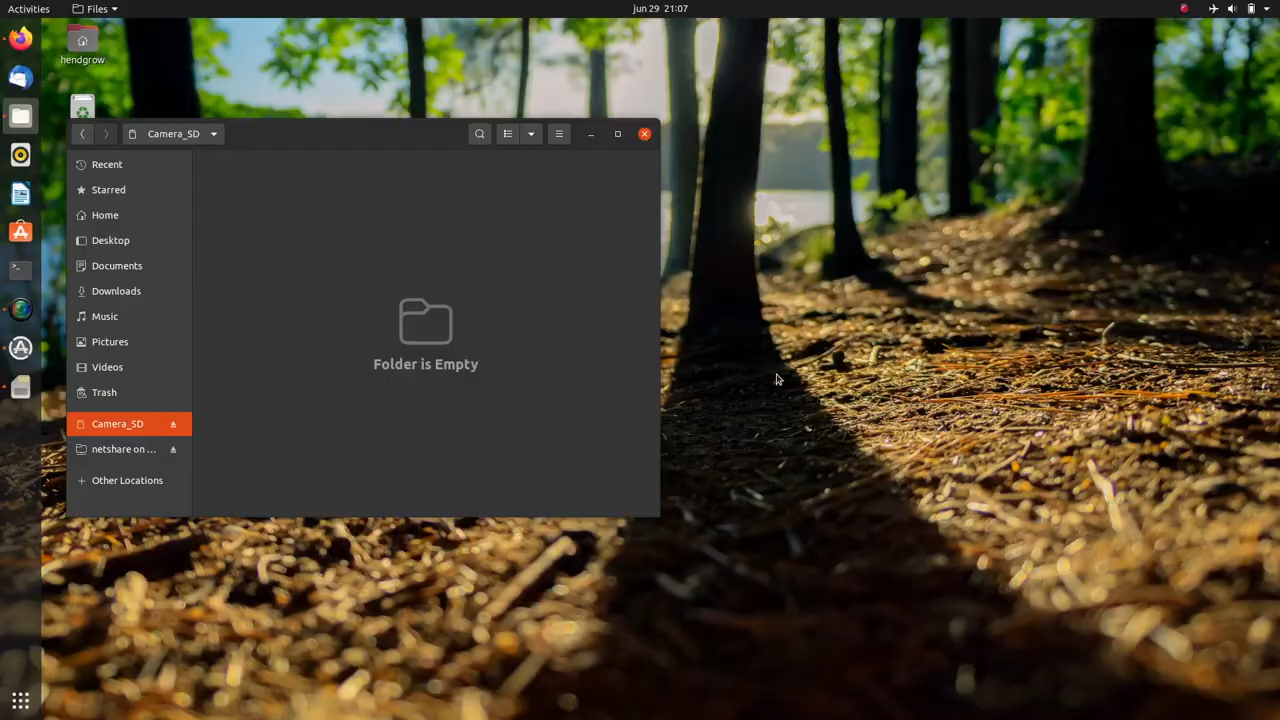 Activities
Files
jun 29 21:07
hendgrow
Camera_SD
Recent
Starred
Home
Desktop
Documents
Downloads
Music
Pictures
Videos
Trash
Camera_SD
netshare on ...
Other Locations
Folder is Empty